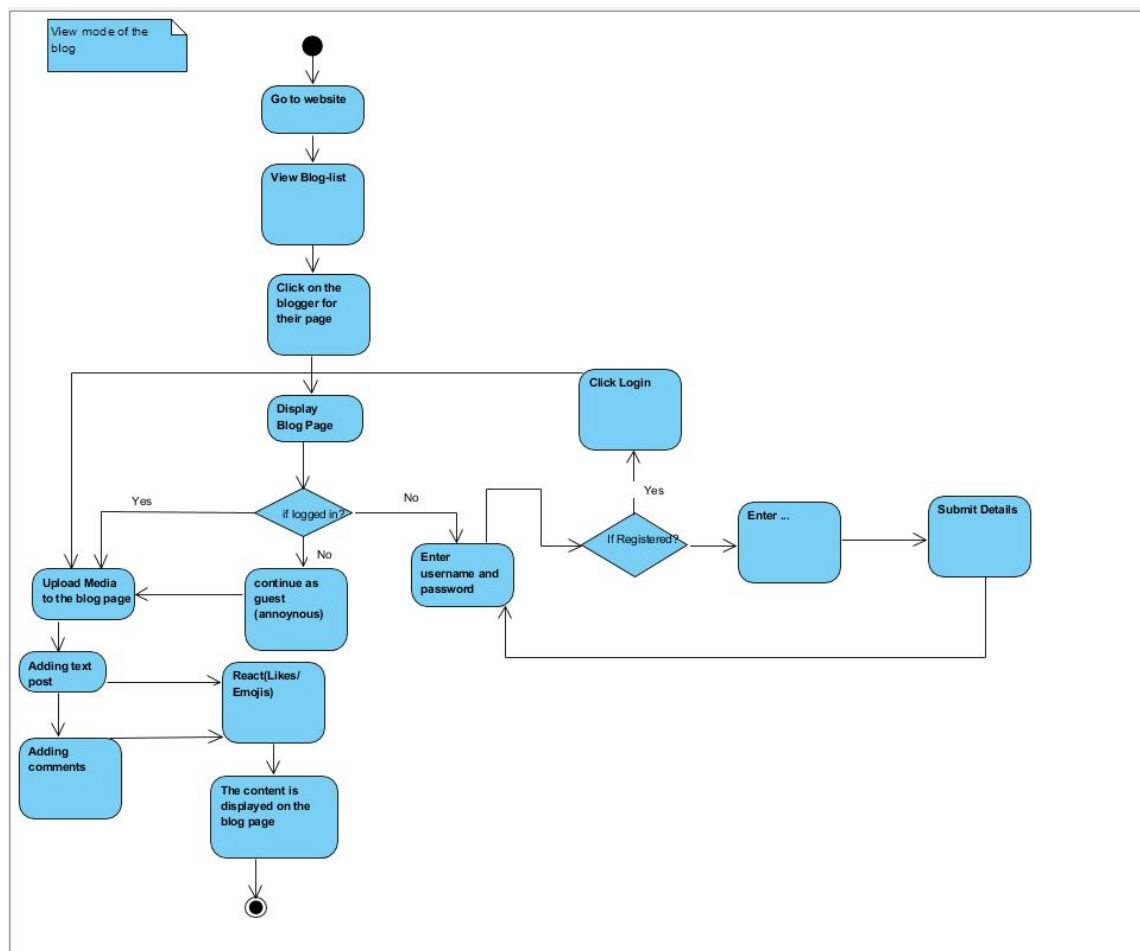 View mode of the
blog
Go to website
View Blog-list
Click on the
blogger for
their page
Click Login
Display
Blog Page
Yes
if logged in?
No
Yes
If Registered?
Enter ...
Submit Details
No
Enter
username and
password
Upload Media
to the blog page
continue as
guest
(annoynous)
Adding text
post
React(Likes/
Emojis)
Adding
comments
The content is
displayed on the
blog page